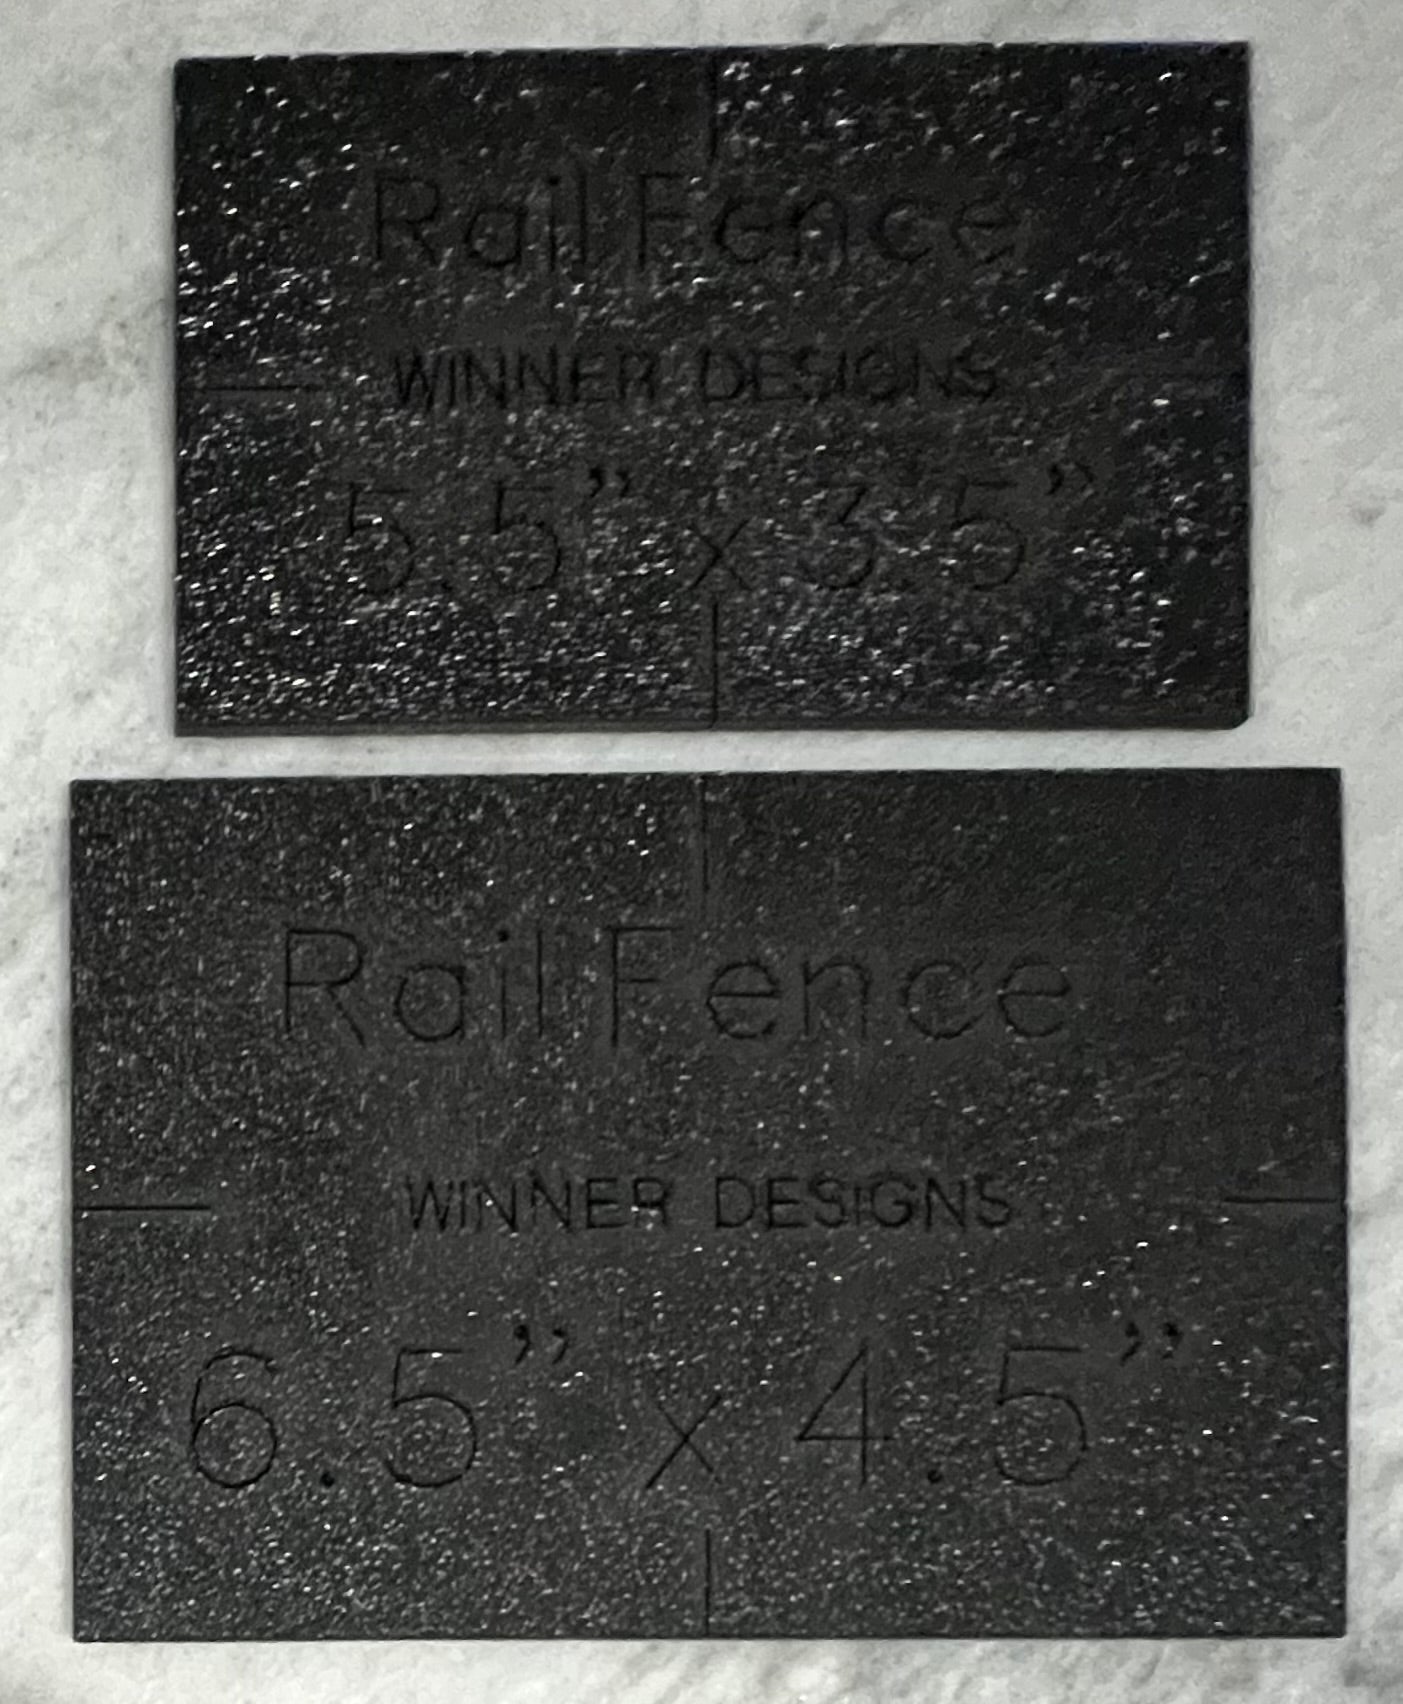 Rail Fence
WINNER DESIGNS
5.5” x 3.5”
Rail Fence
WINNER DESIGNS
6.5” x 4.5”